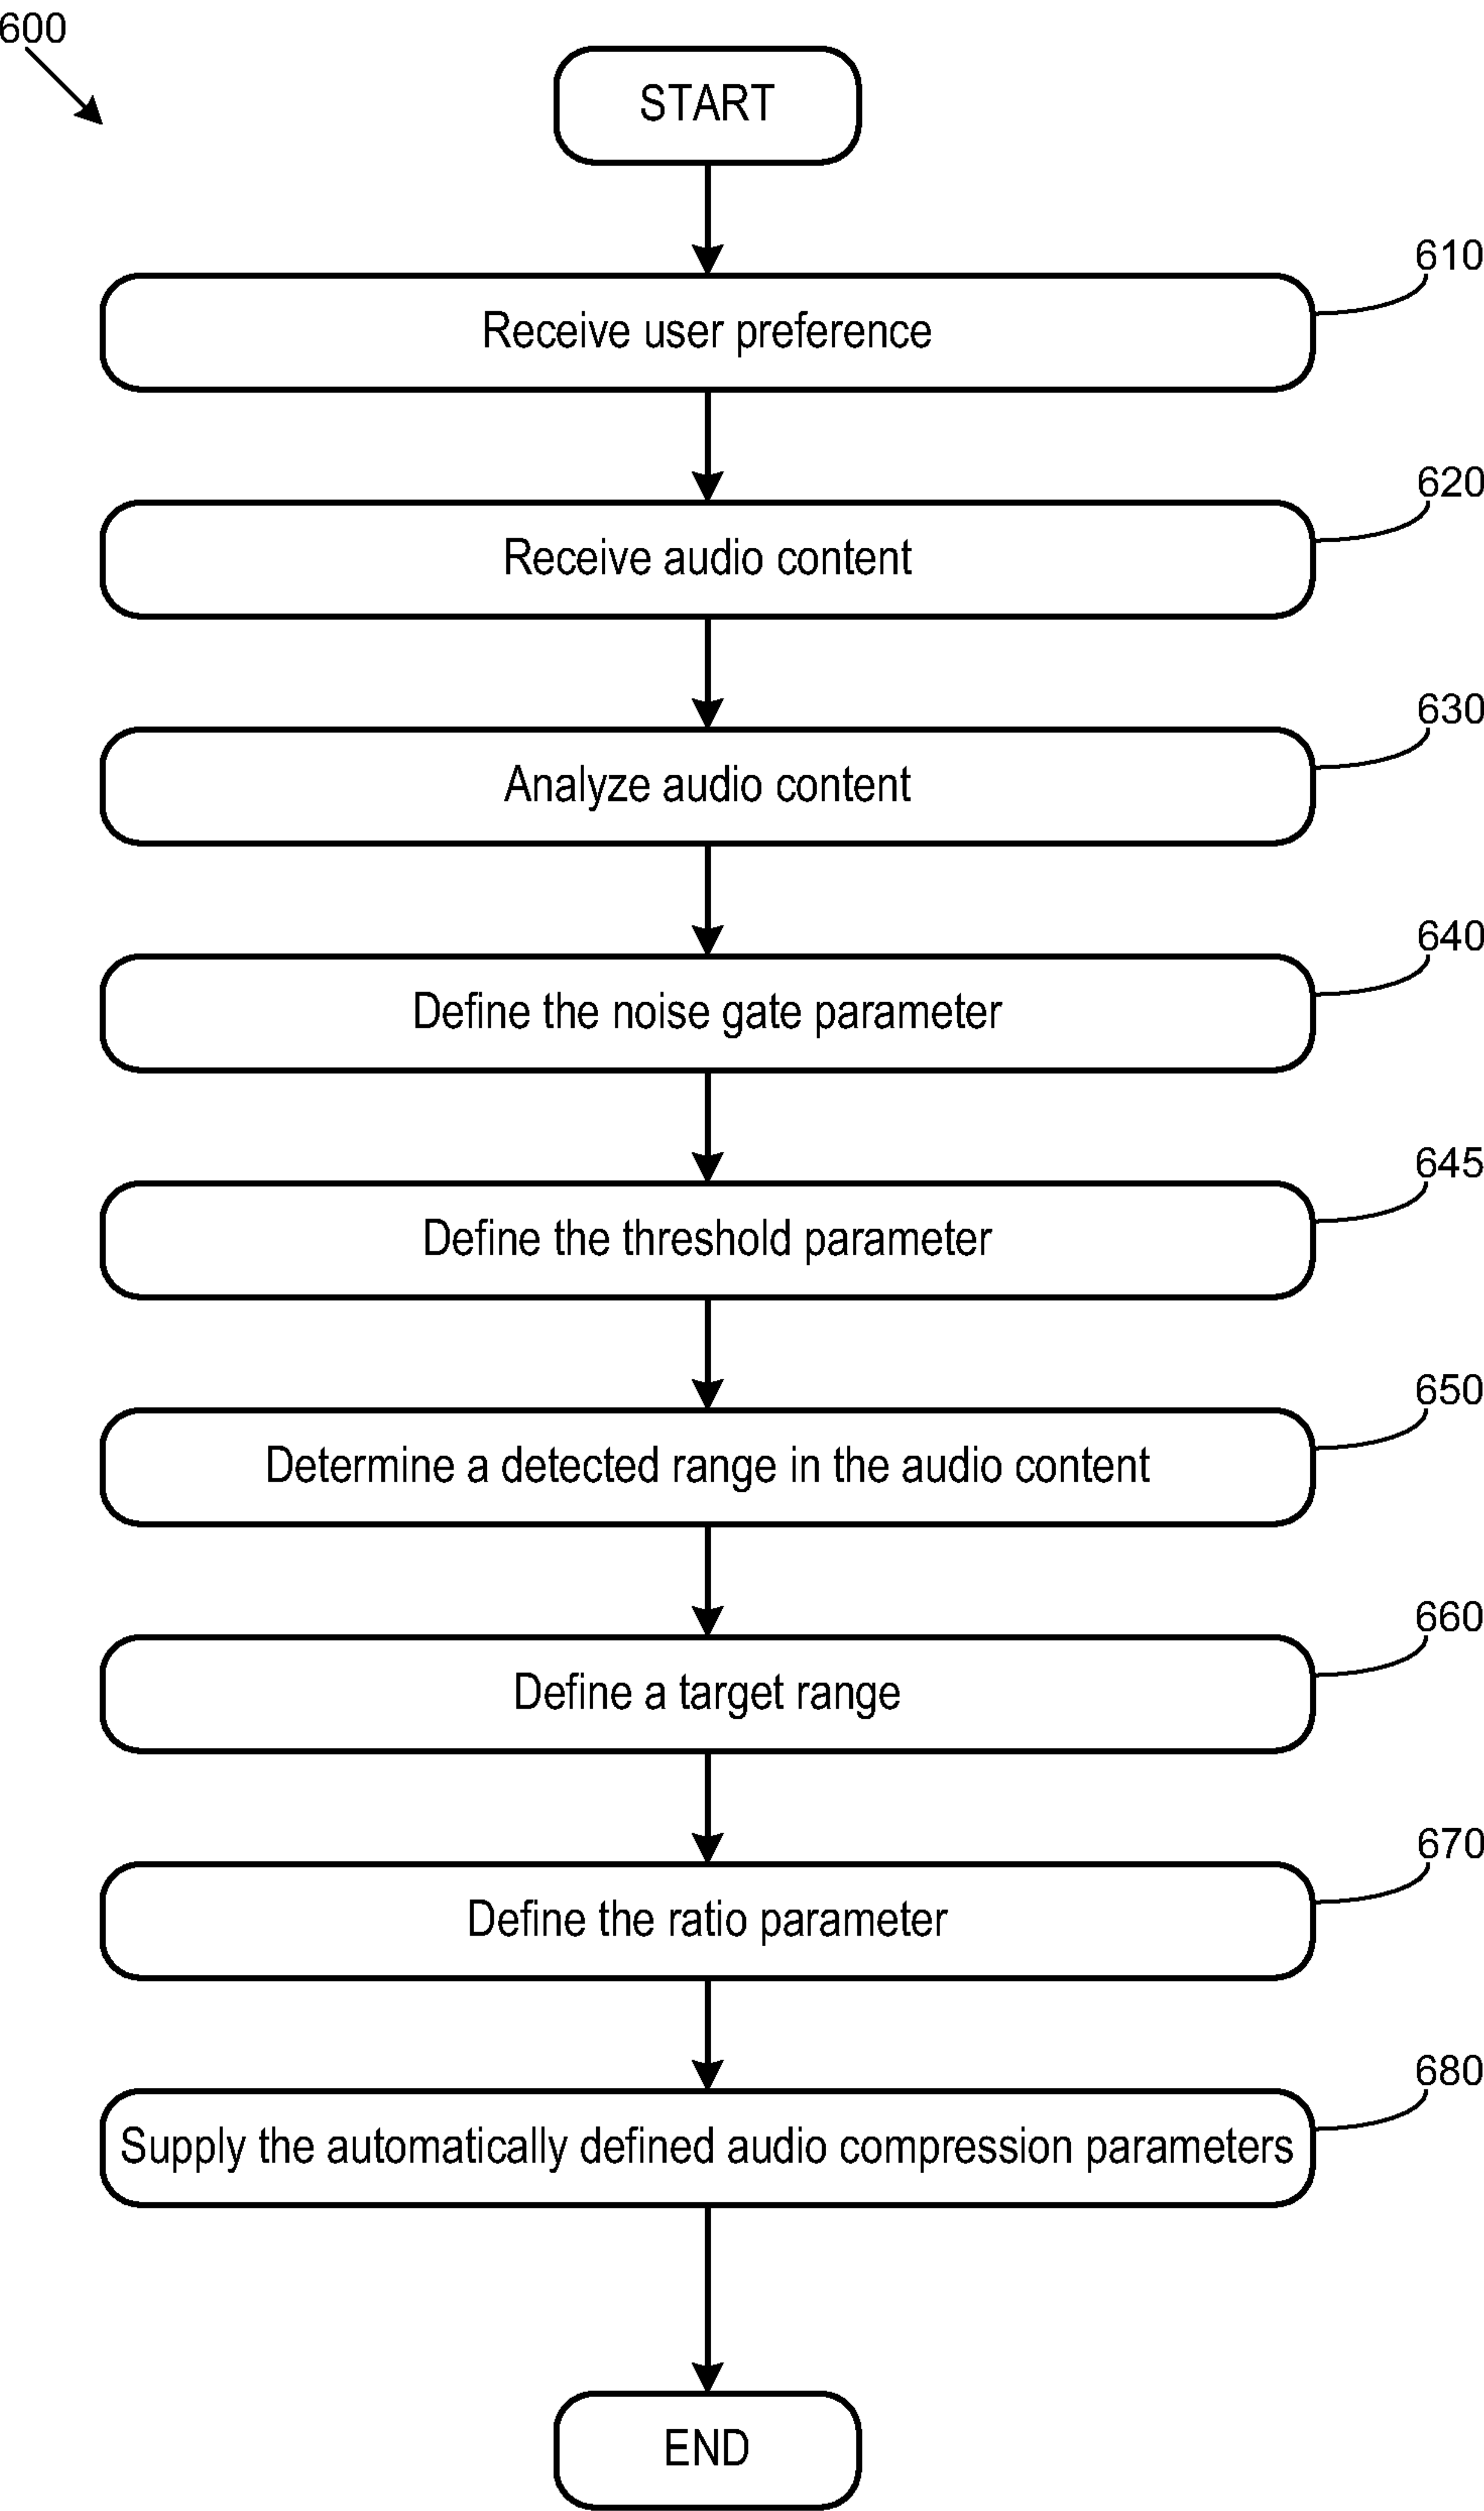 600
START
610
Receive user preference
620
Receive audio content
630
Analyze audio content
640
Define the noise gate parameter
645
Define the threshold parameter
650
Determine a detected range in the audio content
660
Define a target range
670
Define the ratio parameter
680
Supply the automatically defined audio compression parameters
END